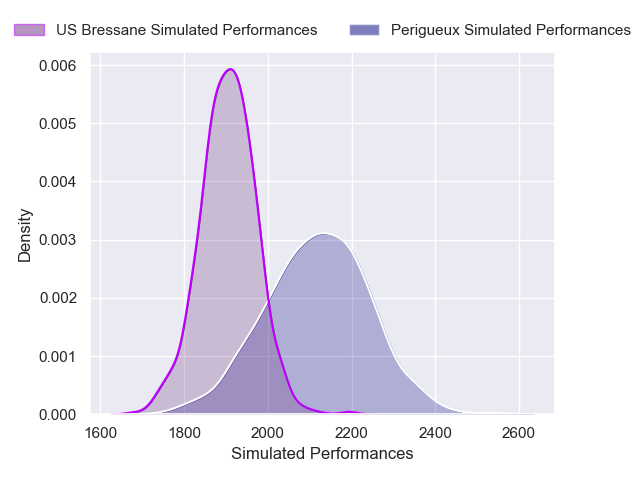 US Bressane Simulated Performances Perigueux Simulated Performances
0.006
0.005
0.004
0.003
0.002
0.001
0.000
Density
1600 1800 2000 2200 2400 2600
Simulated Performances